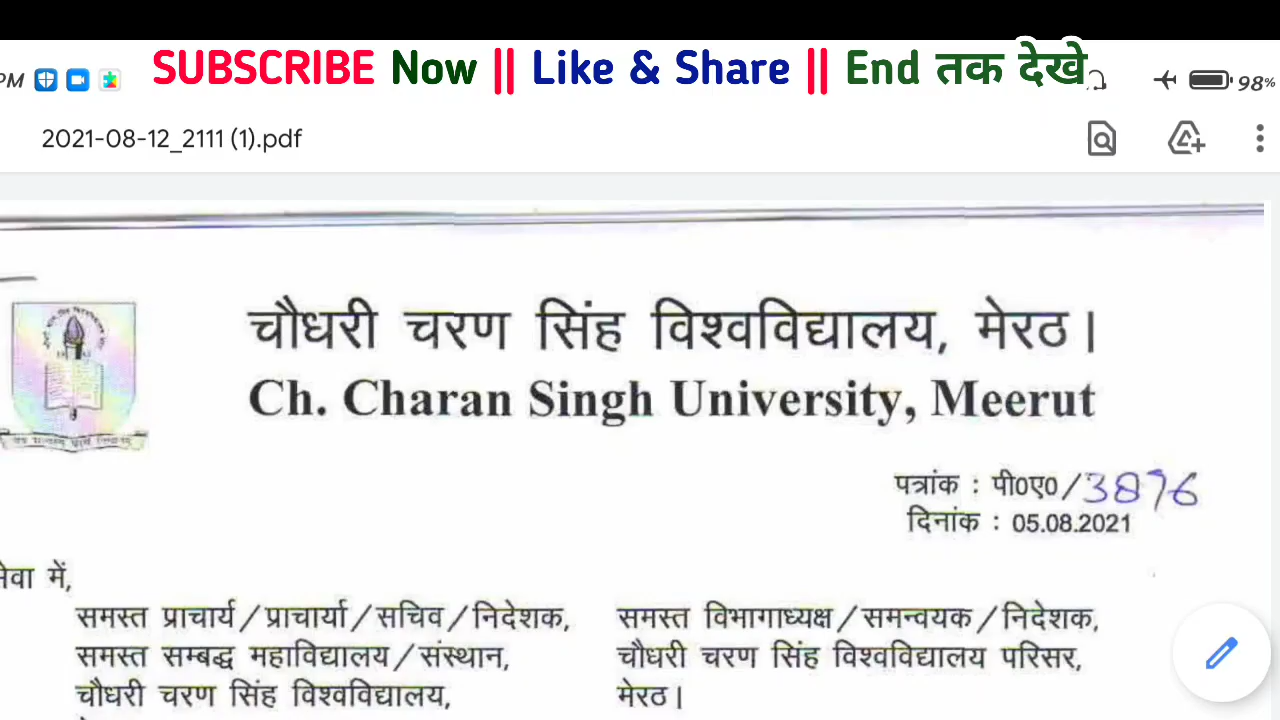 SUBSCRIBE Now || Like & Share || End तक देखे
PM
98%
2021-08-12_2111 (1).pdf
चौधरी चरण सिंह विश्वविद्यालय, मेरठ।
Ch. Charan Singh University, Meerut
पत्रांक : पी0ए0/3896
दिनांक : 05.08.2021
सेवा में,
समस्त प्राचार्य/प्राचार्या/सचिव/निदेशक,
समस्त सम्बद्ध महाविद्यालय/संस्थान,
चौधरी चरण सिंह विश्वविद्यालय,
समस्त विभागाध्यक्ष/समन्वयक/निदेशक,
चौधरी चरण सिंह विश्वविद्यालय परिसर,
मेरठ।